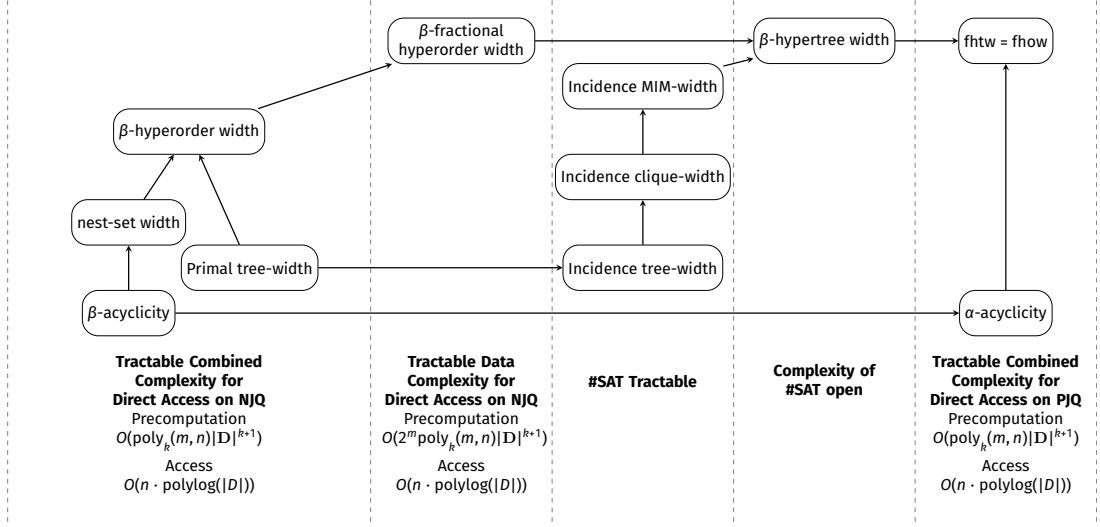 β-fractional
hyperorder width
β-hypertree width
fhtw = fhow
Incidence MIM-width
β-hyperorder width
Incidence clique-width
nest-set width
Primal tree-width
Incidence tree-width
β-acyclicity
α-acyclicity
Tractable Combined
Complexity for
Direct Access on NJQ
Precomputation
O(poly_k(m, n)|D|^{k+1})
Access
O(n · polylog(|D|))
Tractable Data
Complexity for
Direct Access on NJQ
Precomputation
O(2^m poly_k(m, n)|D|^{k+1})
Access
O(n · polylog(|D|))
#SAT Tractable
Complexity of
#SAT open
Tractable Combined
Complexity for
Direct Access on PJQ
Precomputation
O(poly_k(m, n)|D|^{k+1})
Access
O(n · polylog(|D|))